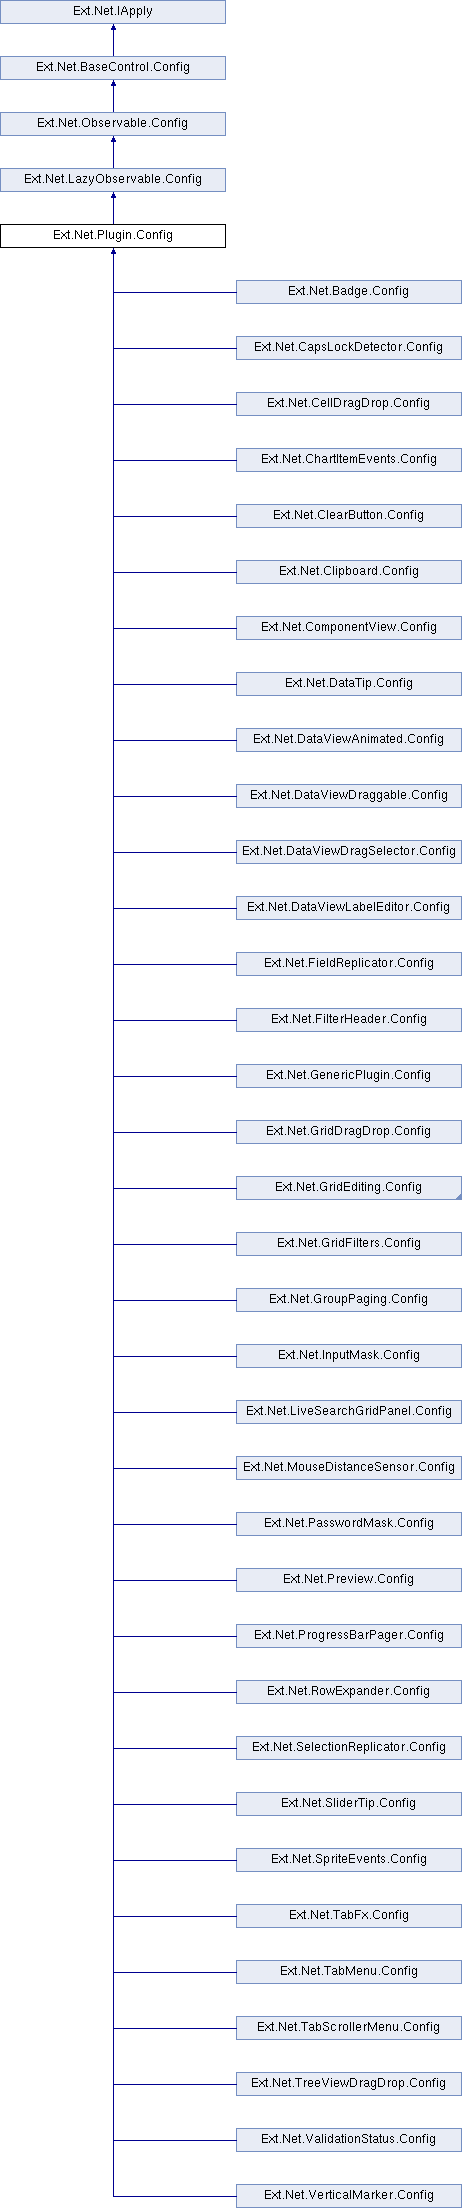 Ext.Net.IApply
Ext.Net.BaseControl.Config
Ext.Net.Observable.Config
Ext.Net.LazyObservable.Config
Ext.Net.Plugin.Config
Ext.Net.Badge.Config
Ext.Net.CapsLockDetector.Config
Ext.Net.CellDragDrop.Config
Ext.Net.ChartItemEvents.Config
Ext.Net.ClearButton.Config
Ext.Net.Clipboard.Config
Ext.Net.ComponentView.Config
Ext.Net.DataTip.Config
Ext.Net.DataViewAnimated.Config
Ext.Net.DataViewDraggable.Config
Ext.Net.DataViewDragSelector.Config
Ext.Net.DataViewLabelEditor.Config
Ext.Net.FieldReplicator.Config
Ext.Net.FilterHeader.Config
Ext.Net.GenericPlugin.Config
Ext.Net.GridDragDrop.Config
Ext.Net.GridEditing.Config
Ext.Net.GridFilters.Config
Ext.Net.GroupPaging.Config
Ext.Net.InputMask.Config
Ext.Net.LiveSearchGridPanel.Config
Ext.Net.MouseDistanceSensor.Config
Ext.Net.PasswordMask.Config
Ext.Net.Preview.Config
Ext.Net.ProgressBarPager.Config
Ext.Net.RowExpander.Config
Ext.Net.SelectionReplicator.Config
Ext.Net.SliderTip.Config
Ext.Net.SpriteEvents.Config
Ext.Net.TabFx.Config
Ext.Net.TabMenu.Config
Ext.Net.TabScrollerMenu.Config
Ext.Net.TreeViewDragDrop.Config
Ext.Net.ValidationStatus.Config
Ext.Net.VerticalMarker.Config